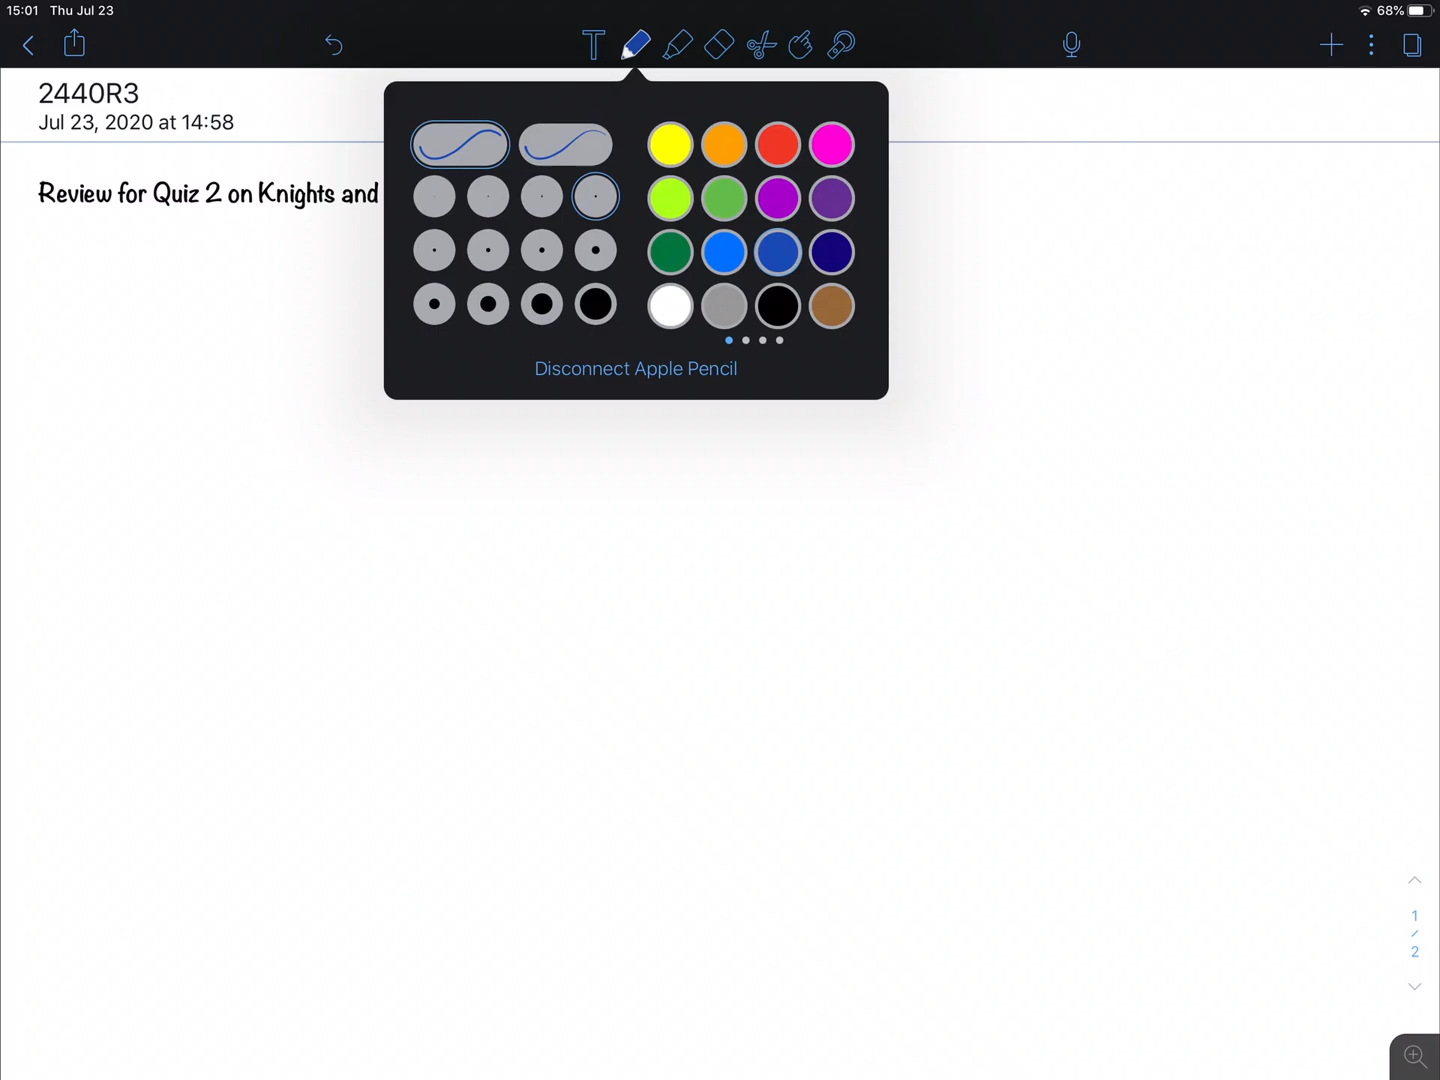 15:01 Thu Jul 23 68%
T
2440R3
Jul 23, 2020 at 14:58
Review for Quiz 2 on Knights and
Disconnect Apple Pencil
1
/
2